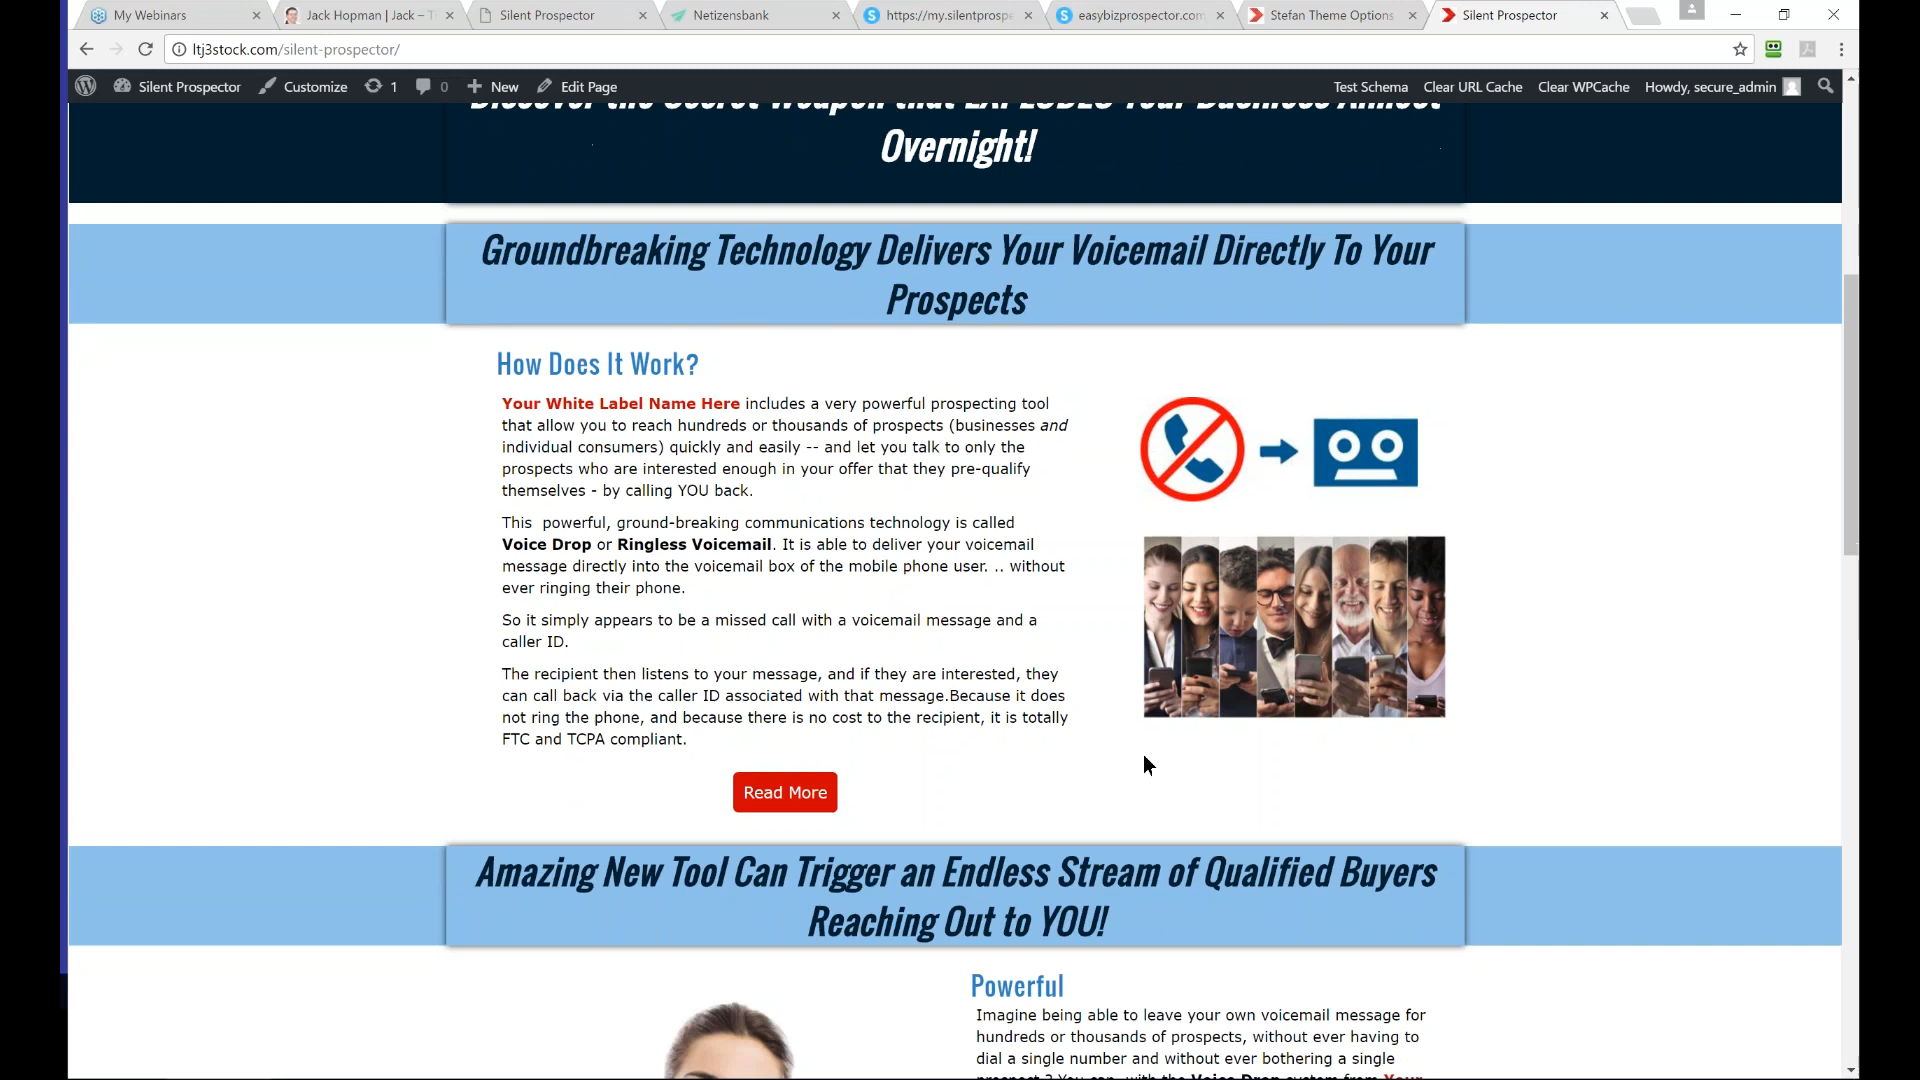 My Webinars
Jack Hopman | Jack – T
Silent Prospector
Netizensbank
https://my.silentprospe
easybizprospector.com
Stefan Theme Options
Silent Prospector
ltj3stock.com/silent-prospector/
Silent Prospector
Customize
1
0
New
Edit Page
Test Schema
Clear URL Cache
Clear WPCache
Howdy, secure_admin
Discover the Secret Weapon that EXPLODES Your Business Almost
Overnight!
Groundbreaking Technology Delivers Your Voicemail Directly To Your
Prospects
How Does It Work?
Your White Label Name Here includes a very powerful prospecting tool
that allow you to reach hundreds or thousands of prospects (businesses and
individual consumers) quickly and easily -- and let you talk to only the
prospects who are interested enough in your offer that they pre-qualify
themselves - by calling YOU back.
This powerful, ground-breaking communications technology is called
Voice Drop or Ringless Voicemail. It is able to deliver your voicemail
message directly into the voicemail box of the mobile phone user. .. without
ever ringing their phone.
So it simply appears to be a missed call with a voicemail message and a
caller ID.
The recipient then listens to your message, and if they are interested, they
can call back via the caller ID associated with that message.Because it does
not ring the phone, and because there is no cost to the recipient, it is totally
FTC and TCPA compliant.
Read More
Amazing New Tool Can Trigger an Endless Stream of Qualified Buyers
Reaching Out to YOU!
Powerful
Imagine being able to leave your own voicemail message for
hundreds or thousands of prospects, without ever having to
dial a single number and without ever bothering a single
prospect ? You can, with the Voice Drop system from Your